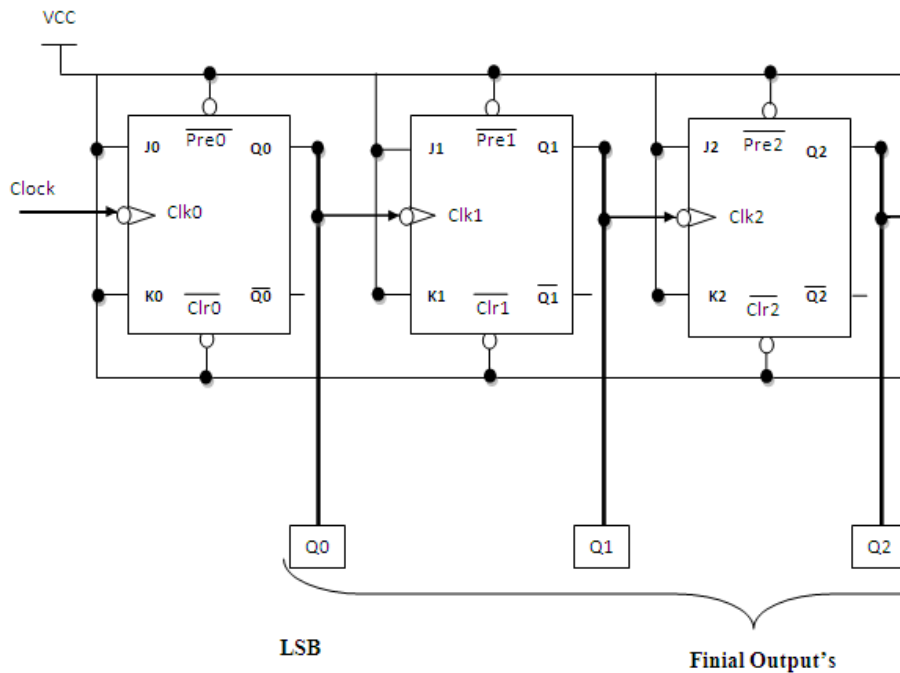 VCC
J0 Pre0 Q0
J1 Pre1 Q1
J2 Pre2 Q2
Clock
Clk0
Clk1
Clk2
K0 Clr0 Q0
K1 Clr1 Q1
K2 Clr2 Q2
Q0
Q1
Q2
LSB
Finial Output's